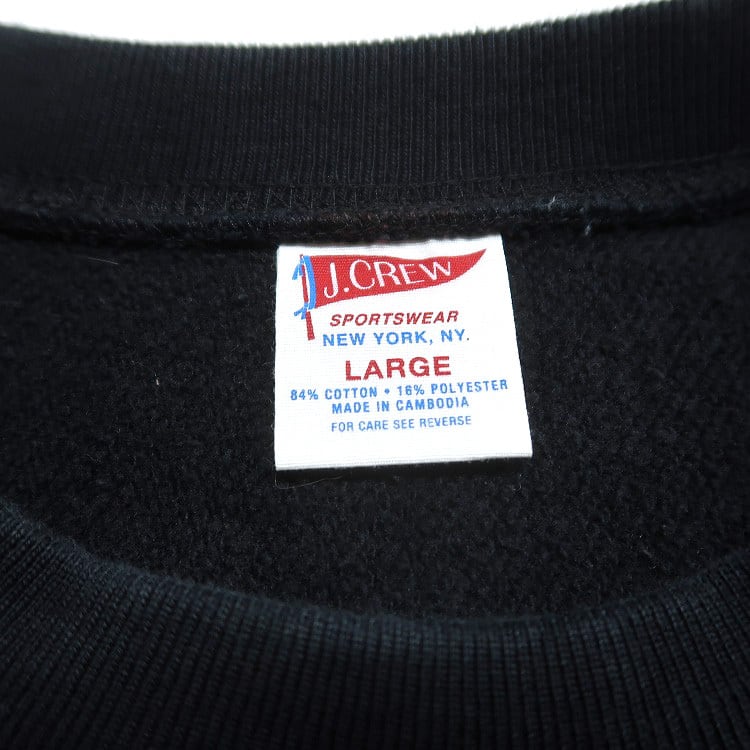 J.CREW
SPORTSWEAR
NEW YORK, NY.
LARGE
84% COTTON • 16% POLYESTER
MADE IN CAMBODIA
FOR CARE SEE REVERSE